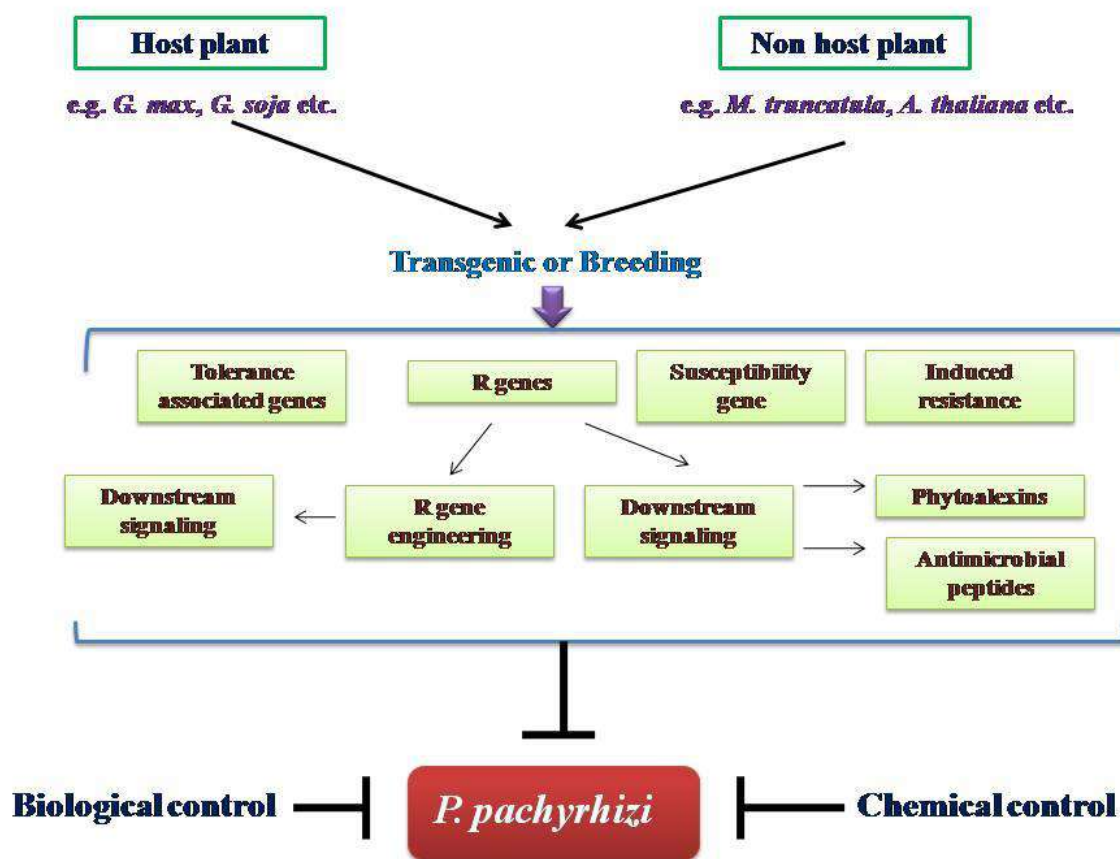 Host plant
Non host plant
e.g. G. max, G. soja etc.
e.g. M. truncatula, A. thaliana etc.
Transgenic or Breeding
Tolerance
associated genes
R genes
Susceptibility
gene
Induced
resistance
Downstream
signaling
R gene
engineering
Downstream
signaling
Phytoalexins
Antimicrobial
peptides
Biological control
P. pachyrhizi
Chemical control